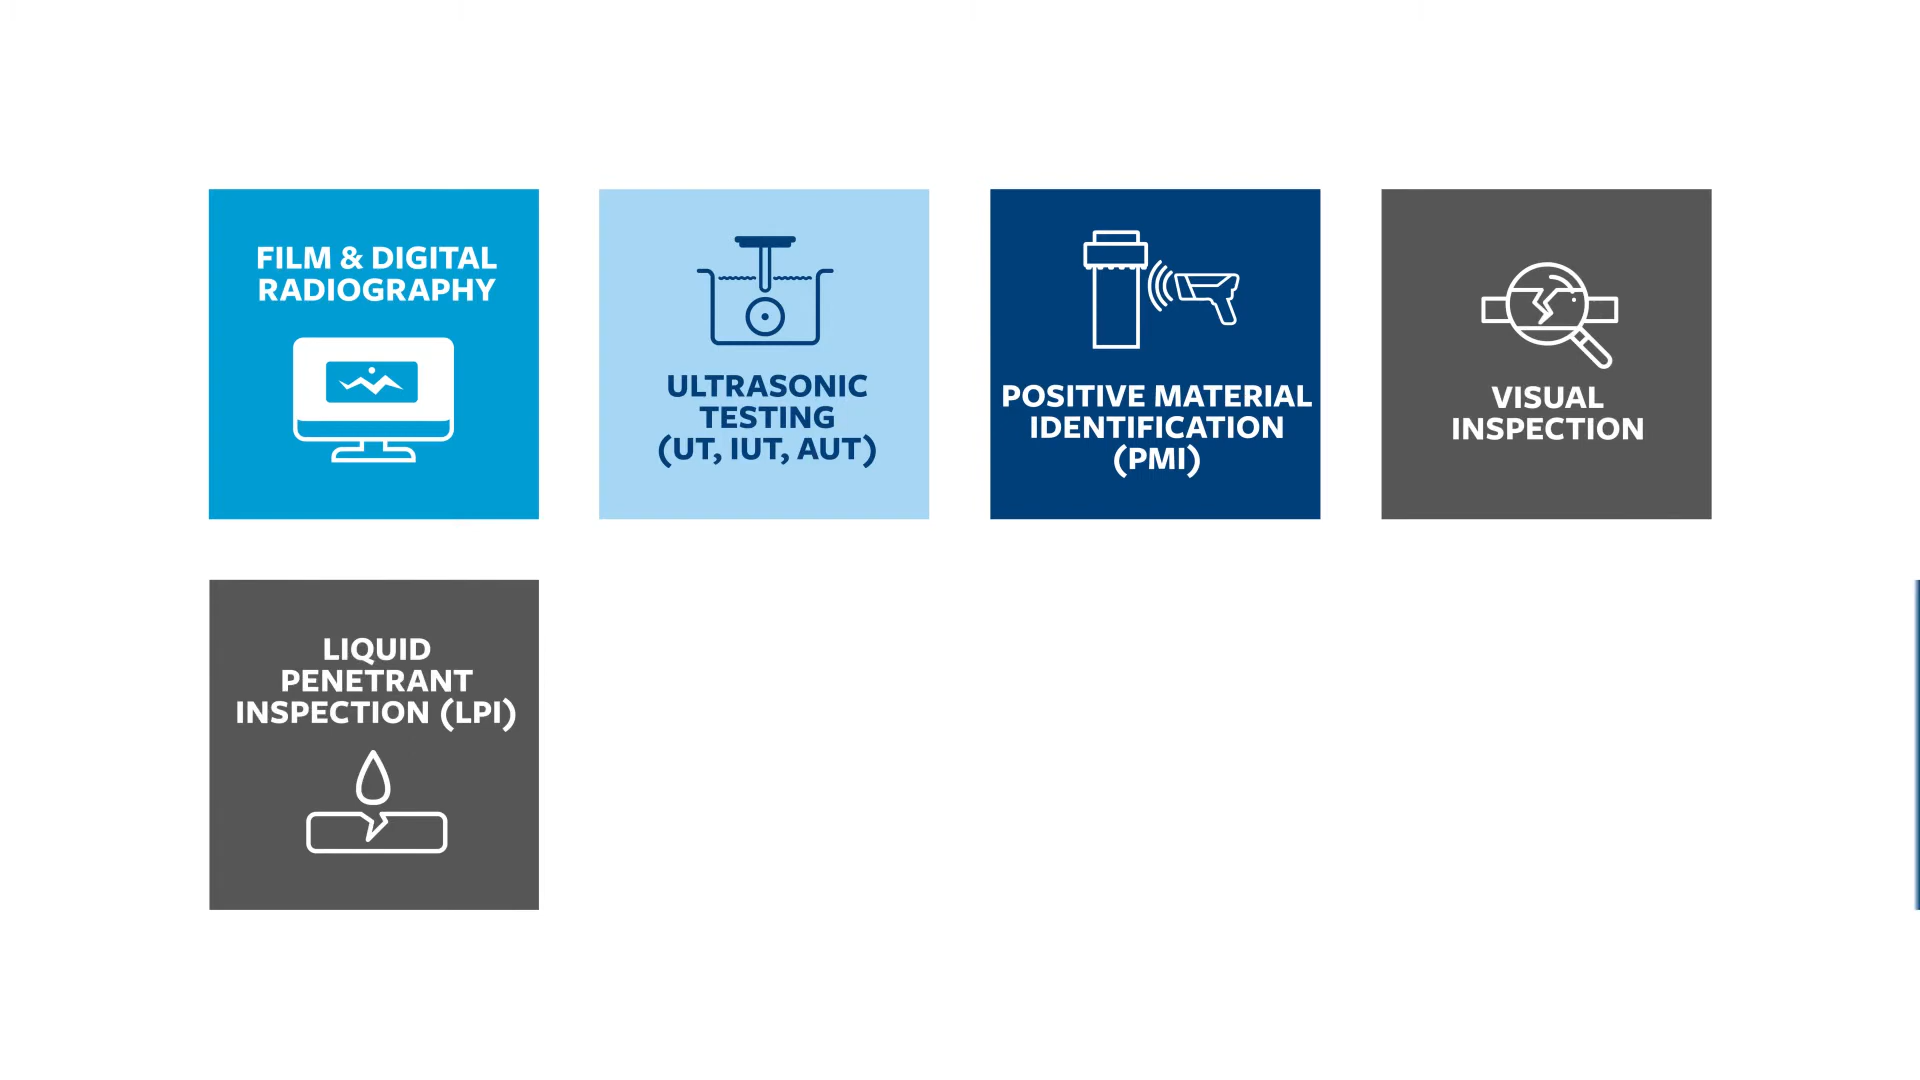 FILM & DIGITAL
RADIOGRAPHY
ULTRASONIC
TESTING
(UT, IUT, AUT)
POSITIVE MATERIAL
IDENTIFICATION
(PMI)
VISUAL
INSPECTION
LIQUID
PENETRANT
INSPECTION (LPI)